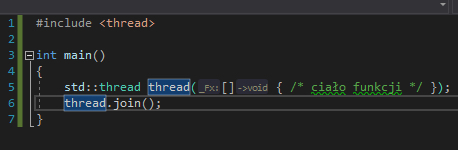 1 #include <thread>
2
3 int main()
4 {
5 std::thread thread(_Fx:[]->void { /* ciało funkcji */ });
6 thread.join();
7 }